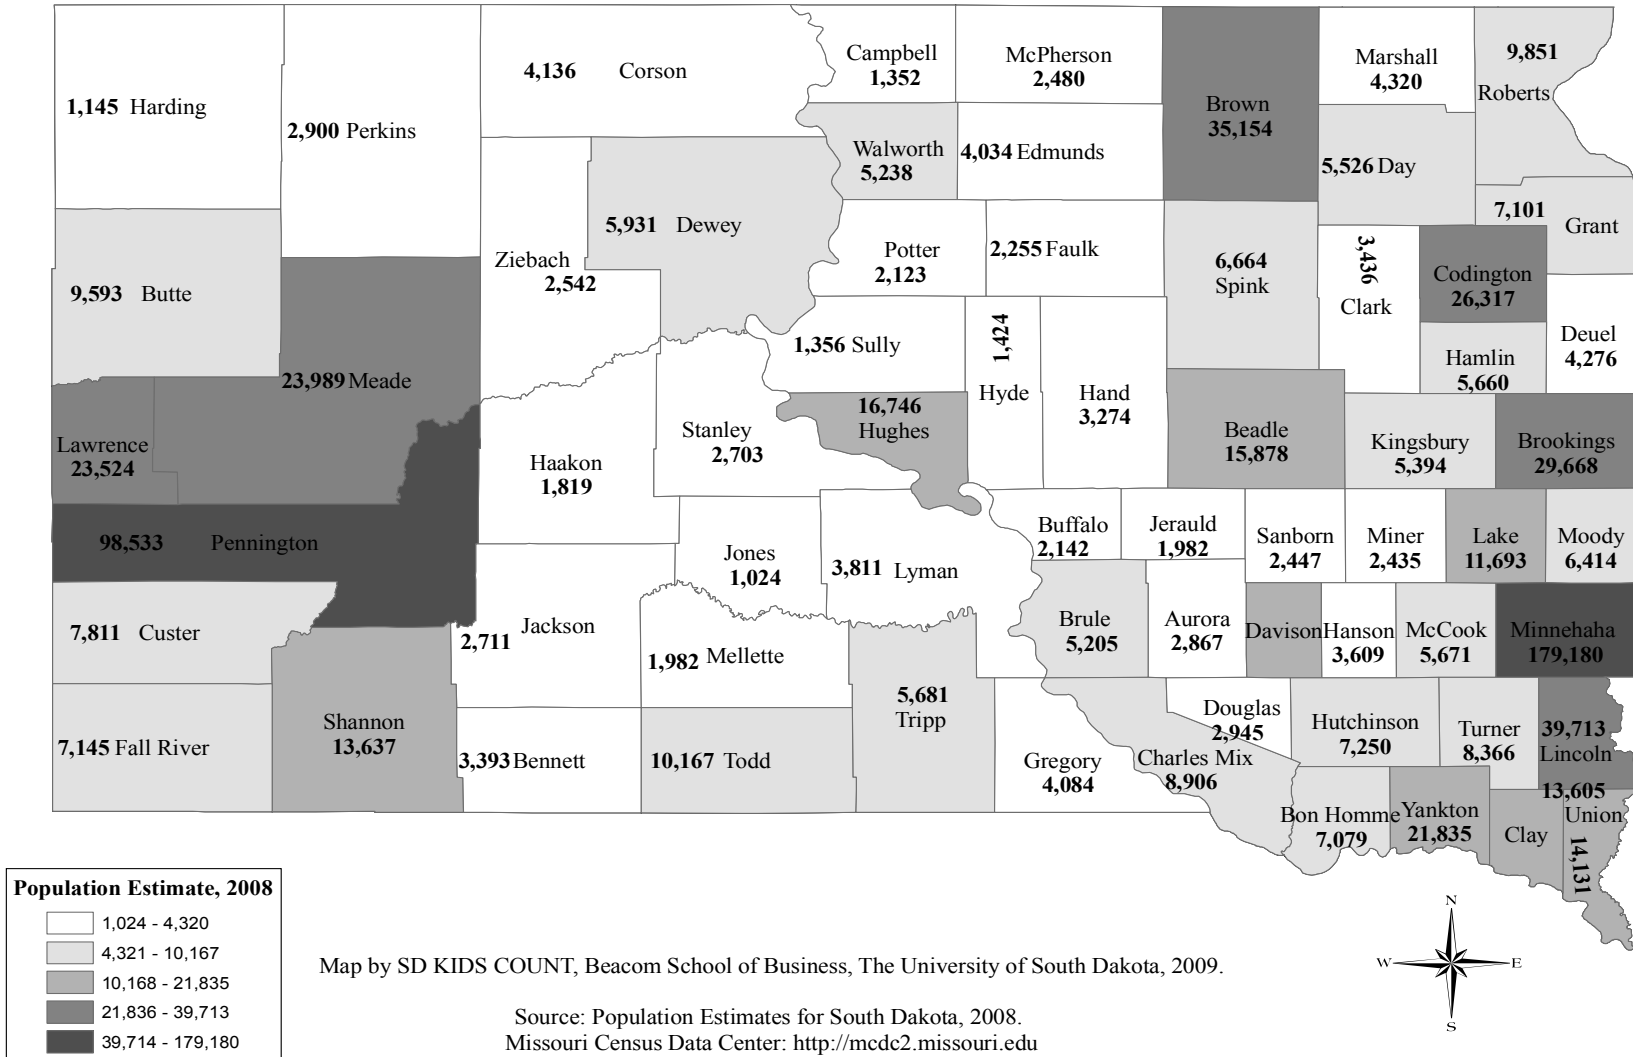 1,145 Harding
2,900 Perkins
4,136 Corson
Campbell
1,352
McPherson
2,480
Brown
35,154
Marshall
4,320
9,851
Roberts
Walworth
5,238
4,034 Edmunds
5,526 Day
7,101
Grant
9,593 Butte
Ziebach
2,542
5,931 Dewey
Potter
2,123
2,255 Faulk
6,664
Spink
3,436
Clark
Codington
26,317
Deuel
4,276
Hamlin
5,660
23,989 Meade
1,356 Sully
1,424
Hyde
Hand
3,274
Lawrence
23,524
Haakon
1,819
Stanley
2,703
16,746
Hughes
Beadle
15,878
Kingsbury
5,394
Brookings
29,668
98,533 Pennington
Jones
1,024
3,811 Lyman
Buffalo
2,142
Jerauld
1,982
Sanborn
2,447
Miner
2,435
Lake
11,693
Moody
6,414
7,811 Custer
2,711 Jackson
1,982 Mellette
Brule
5,205
Aurora
2,867
Davison
Hanson
3,609
McCook
5,671
Minnehaha
179,180
7,145 Fall River
Shannon
13,637
3,393 Bennett
10,167 Todd
5,681
Tripp
Gregory
4,084
Charles Mix
8,906
Douglas
2,945
Hutchinson
7,250
Turner
8,366
39,713
Lincoln
13,605
Bon Homme
7,079
Yankton
21,835
Clay
Union
14,131
Population Estimate, 2008
1,024 - 4,320
4,321 - 10,167
10,168 - 21,835
21,836 - 39,713
39,714 - 179,180
Map by SD KIDS COUNT, Beacom School of Business, The University of South Dakota, 2009.
Source: Population Estimates for South Dakota, 2008.
Missouri Census Data Center: http://mcdc2.missouri.edu
N
W
E
S